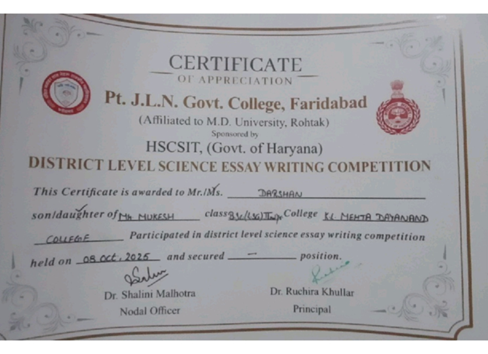 CERTIFICATE
OF APPRECIATION
Pt. J.L.N. Govt. College, Faridabad
(Affiliated to M.D. University, Rohtak)
Sponsored by
HSCSIT, (Govt. of Haryana)
DISTRICT LEVEL SCIENCE ESSAY WRITING COMPETITION
This Certificate is awarded to Mr./Ms. DARSHAN
son/daughter of Mr. MUKESH class College K.L. MEHTA DAYANAND
COLLEGE Participated in district level science essay writing competition
held on 08 Oct, 2025 and secured — position.
Dr. Shalini Malhotra Dr. Ruchira Khullar
Nodal Officer Principal